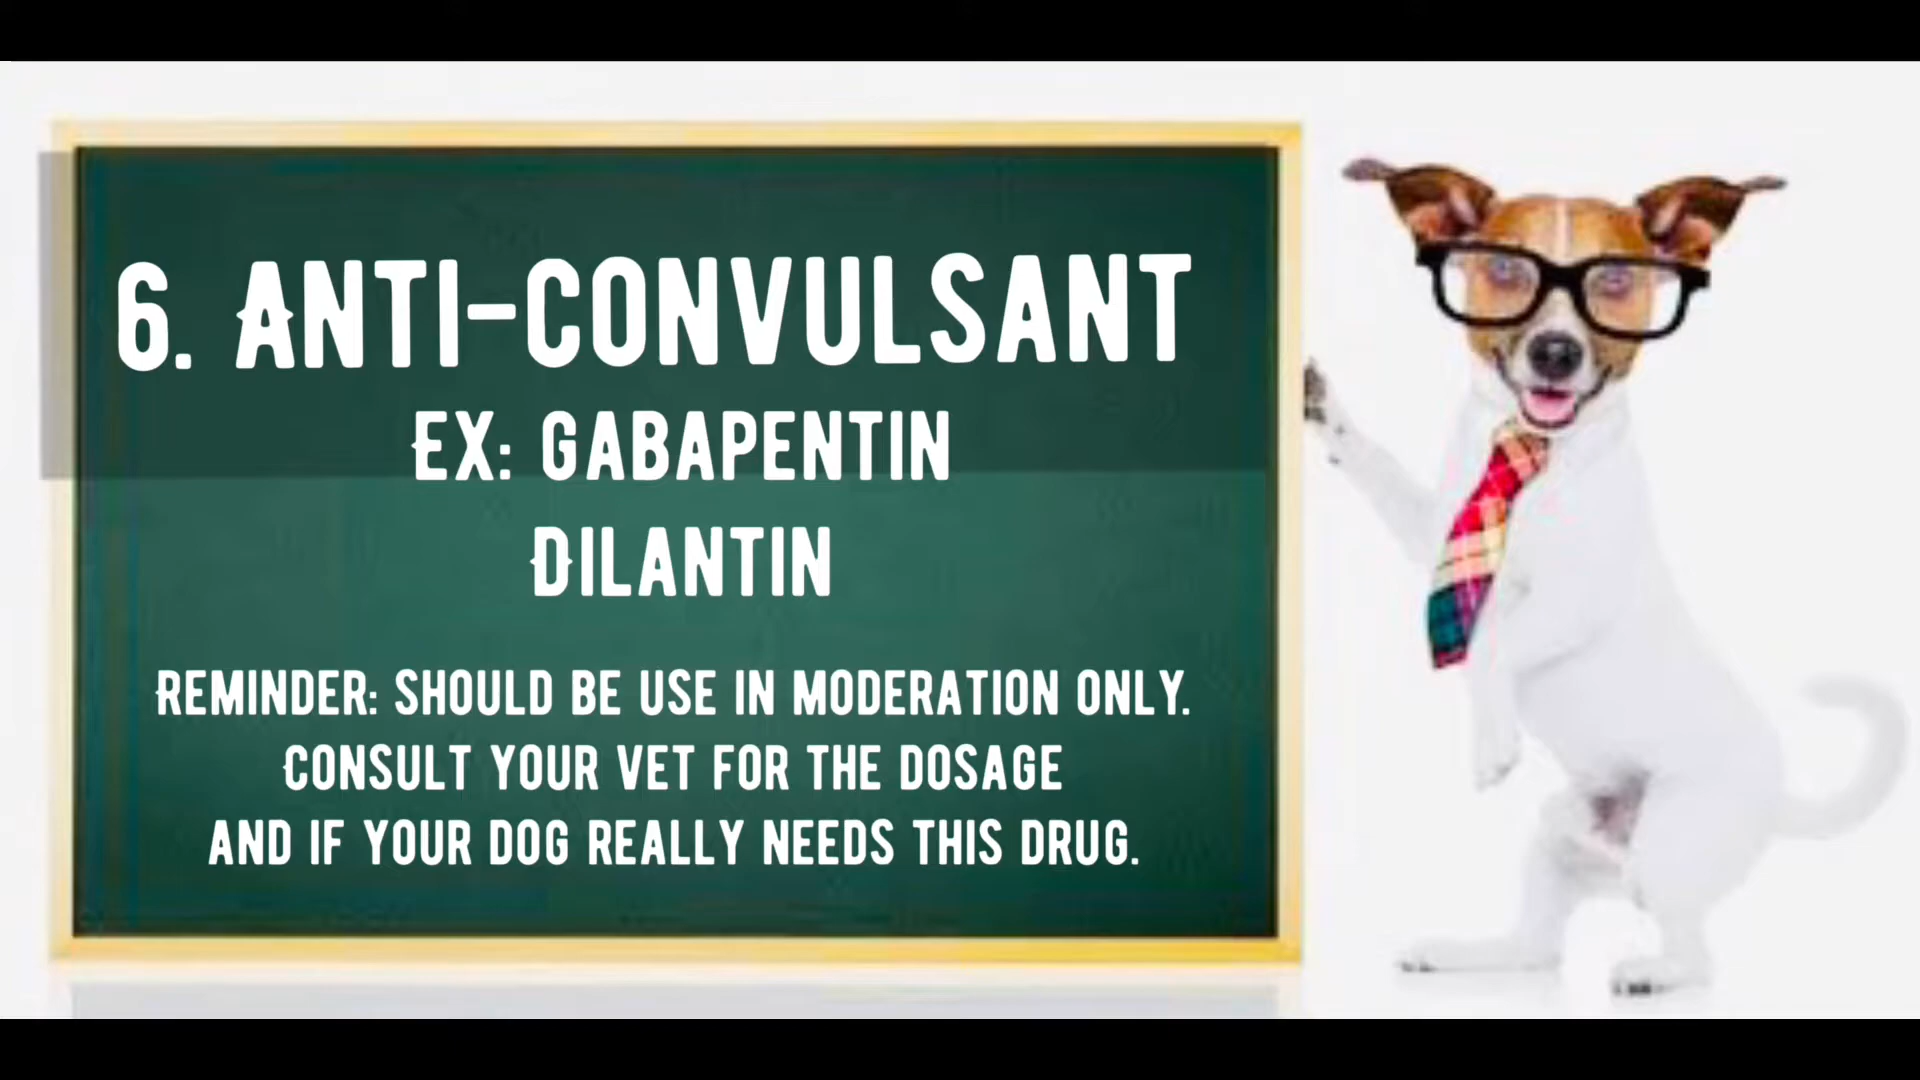 6. Anti-Convulsant
Ex: Gabapentin
Dilantin
Reminder: Should be use in moderation only.
Consult your vet for the dosage
and if your dog really needs this drug.